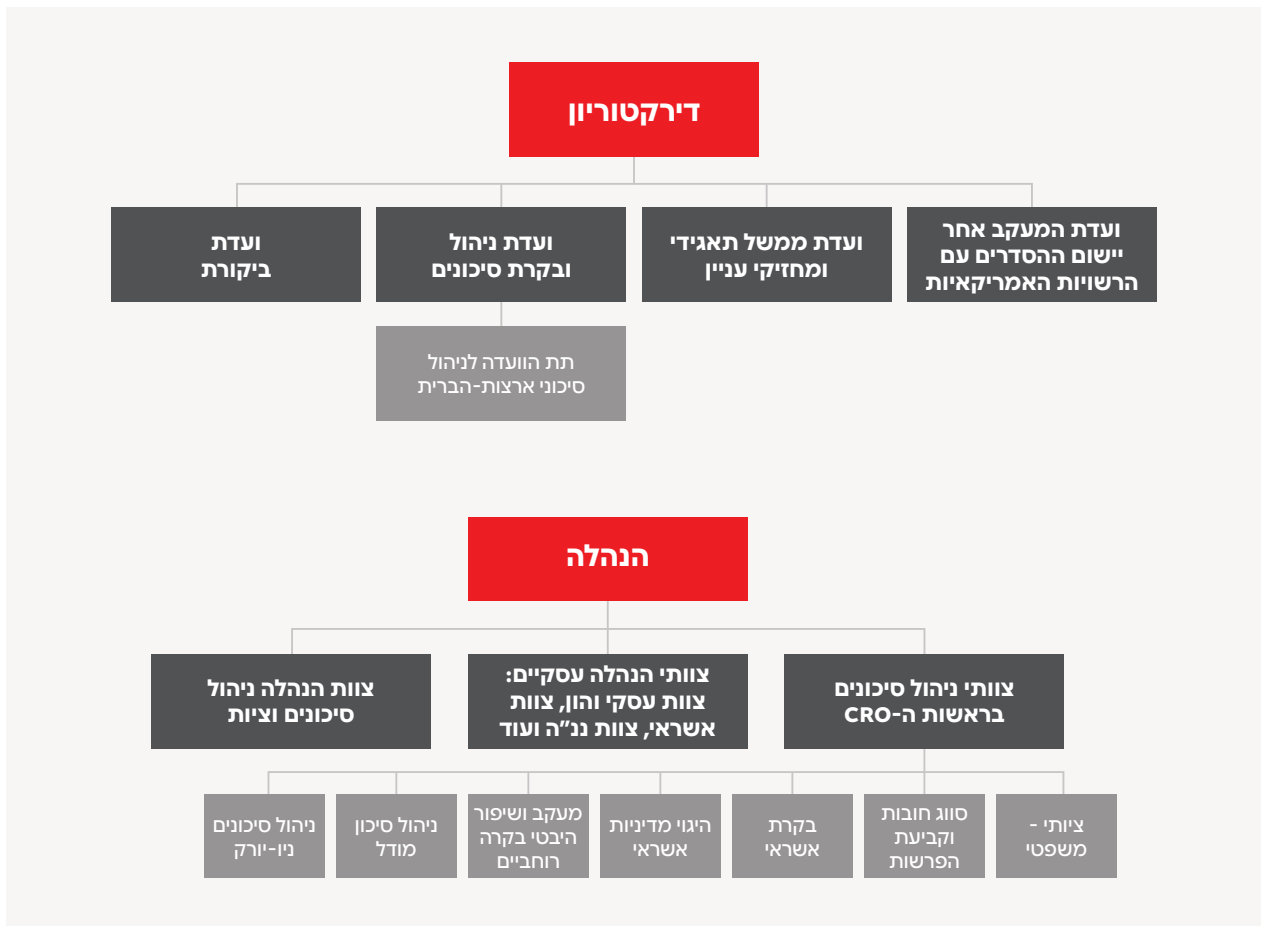 דירקטוריון
ועדת המעקב אחר
יישום ההסדרים עם
הרשויות האמריקאיות
ועדת ממשל תאגידי
ומחזיקי עניין
ועדת ניהול
ובקרת סיכונים
ועדת
ביקורת
תת הוועדה לניהול
סיכוני ארצות-הברית
הנהלה
צוותי ניהול סיכונים
בראשות ה-CRO
צוותי הנהלה עסקיים:
צוות עסקי והון, צוות
אשראי, צוות ננ"ה ועוד
צוות הנהלה ניהול
סיכונים וציות
ציותי -
משפטי
סווג חובות
וקביעת
הפרשות
בקרת
אשראי
היגוי מדיניות
אשראי
מעקב ושיפור
היבטי בקרה
רוחביים
ניהול סיכון
מודל
ניהול סיכונים
ניו-יורק